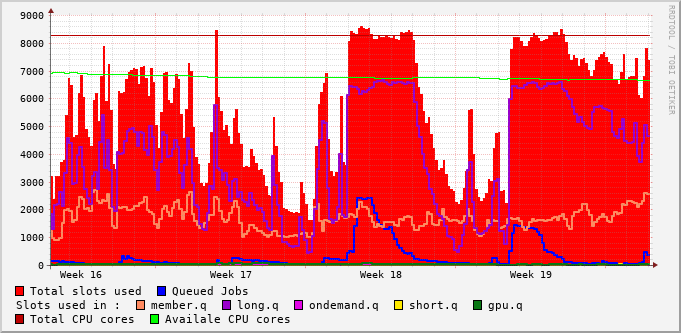 9000
8000
7000
6000
5000
4000
3000
2000
1000
0
Week 16 Week 17 Week 18 Week 19
RRDTOOL / TOBI OETIKER
Total slots used Queued Jobs
Slots used in : member.q long.q ondemand.q short.q gpu.q
Total CPU cores Availale CPU cores